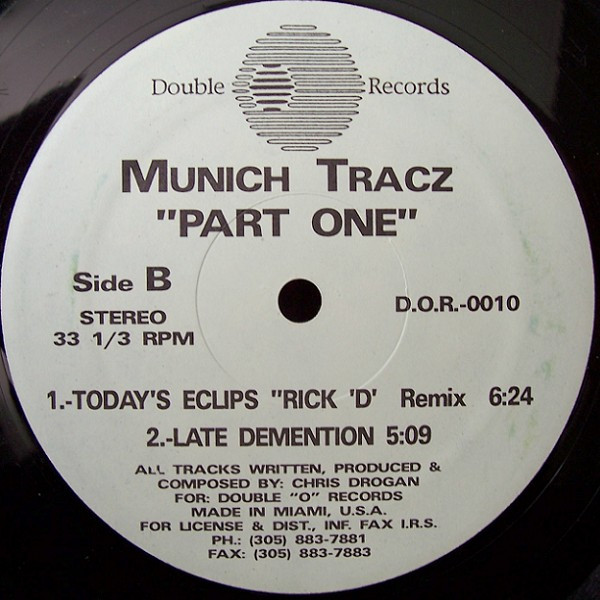 Double Records
MUNICH TRACZ
"PART ONE"
Side B
STEREO
33 1/3 RPM
D.O.R.-0010
1.-TODAY'S ECLIPS "RICK 'D' Remix 6:24
2.-LATE DEMENTION 5:09
ALL TRACKS WRITTEN, PRODUCED &
COMPOSED BY: CHRIS DROGAN
FOR: DOUBLE "O" RECORDS
MADE IN MIAMI, U.S.A.
FOR LICENSE & DIST., INF. FAX I.R.S.
PH.: (305) 883-7881
FAX: (305) 883-7883